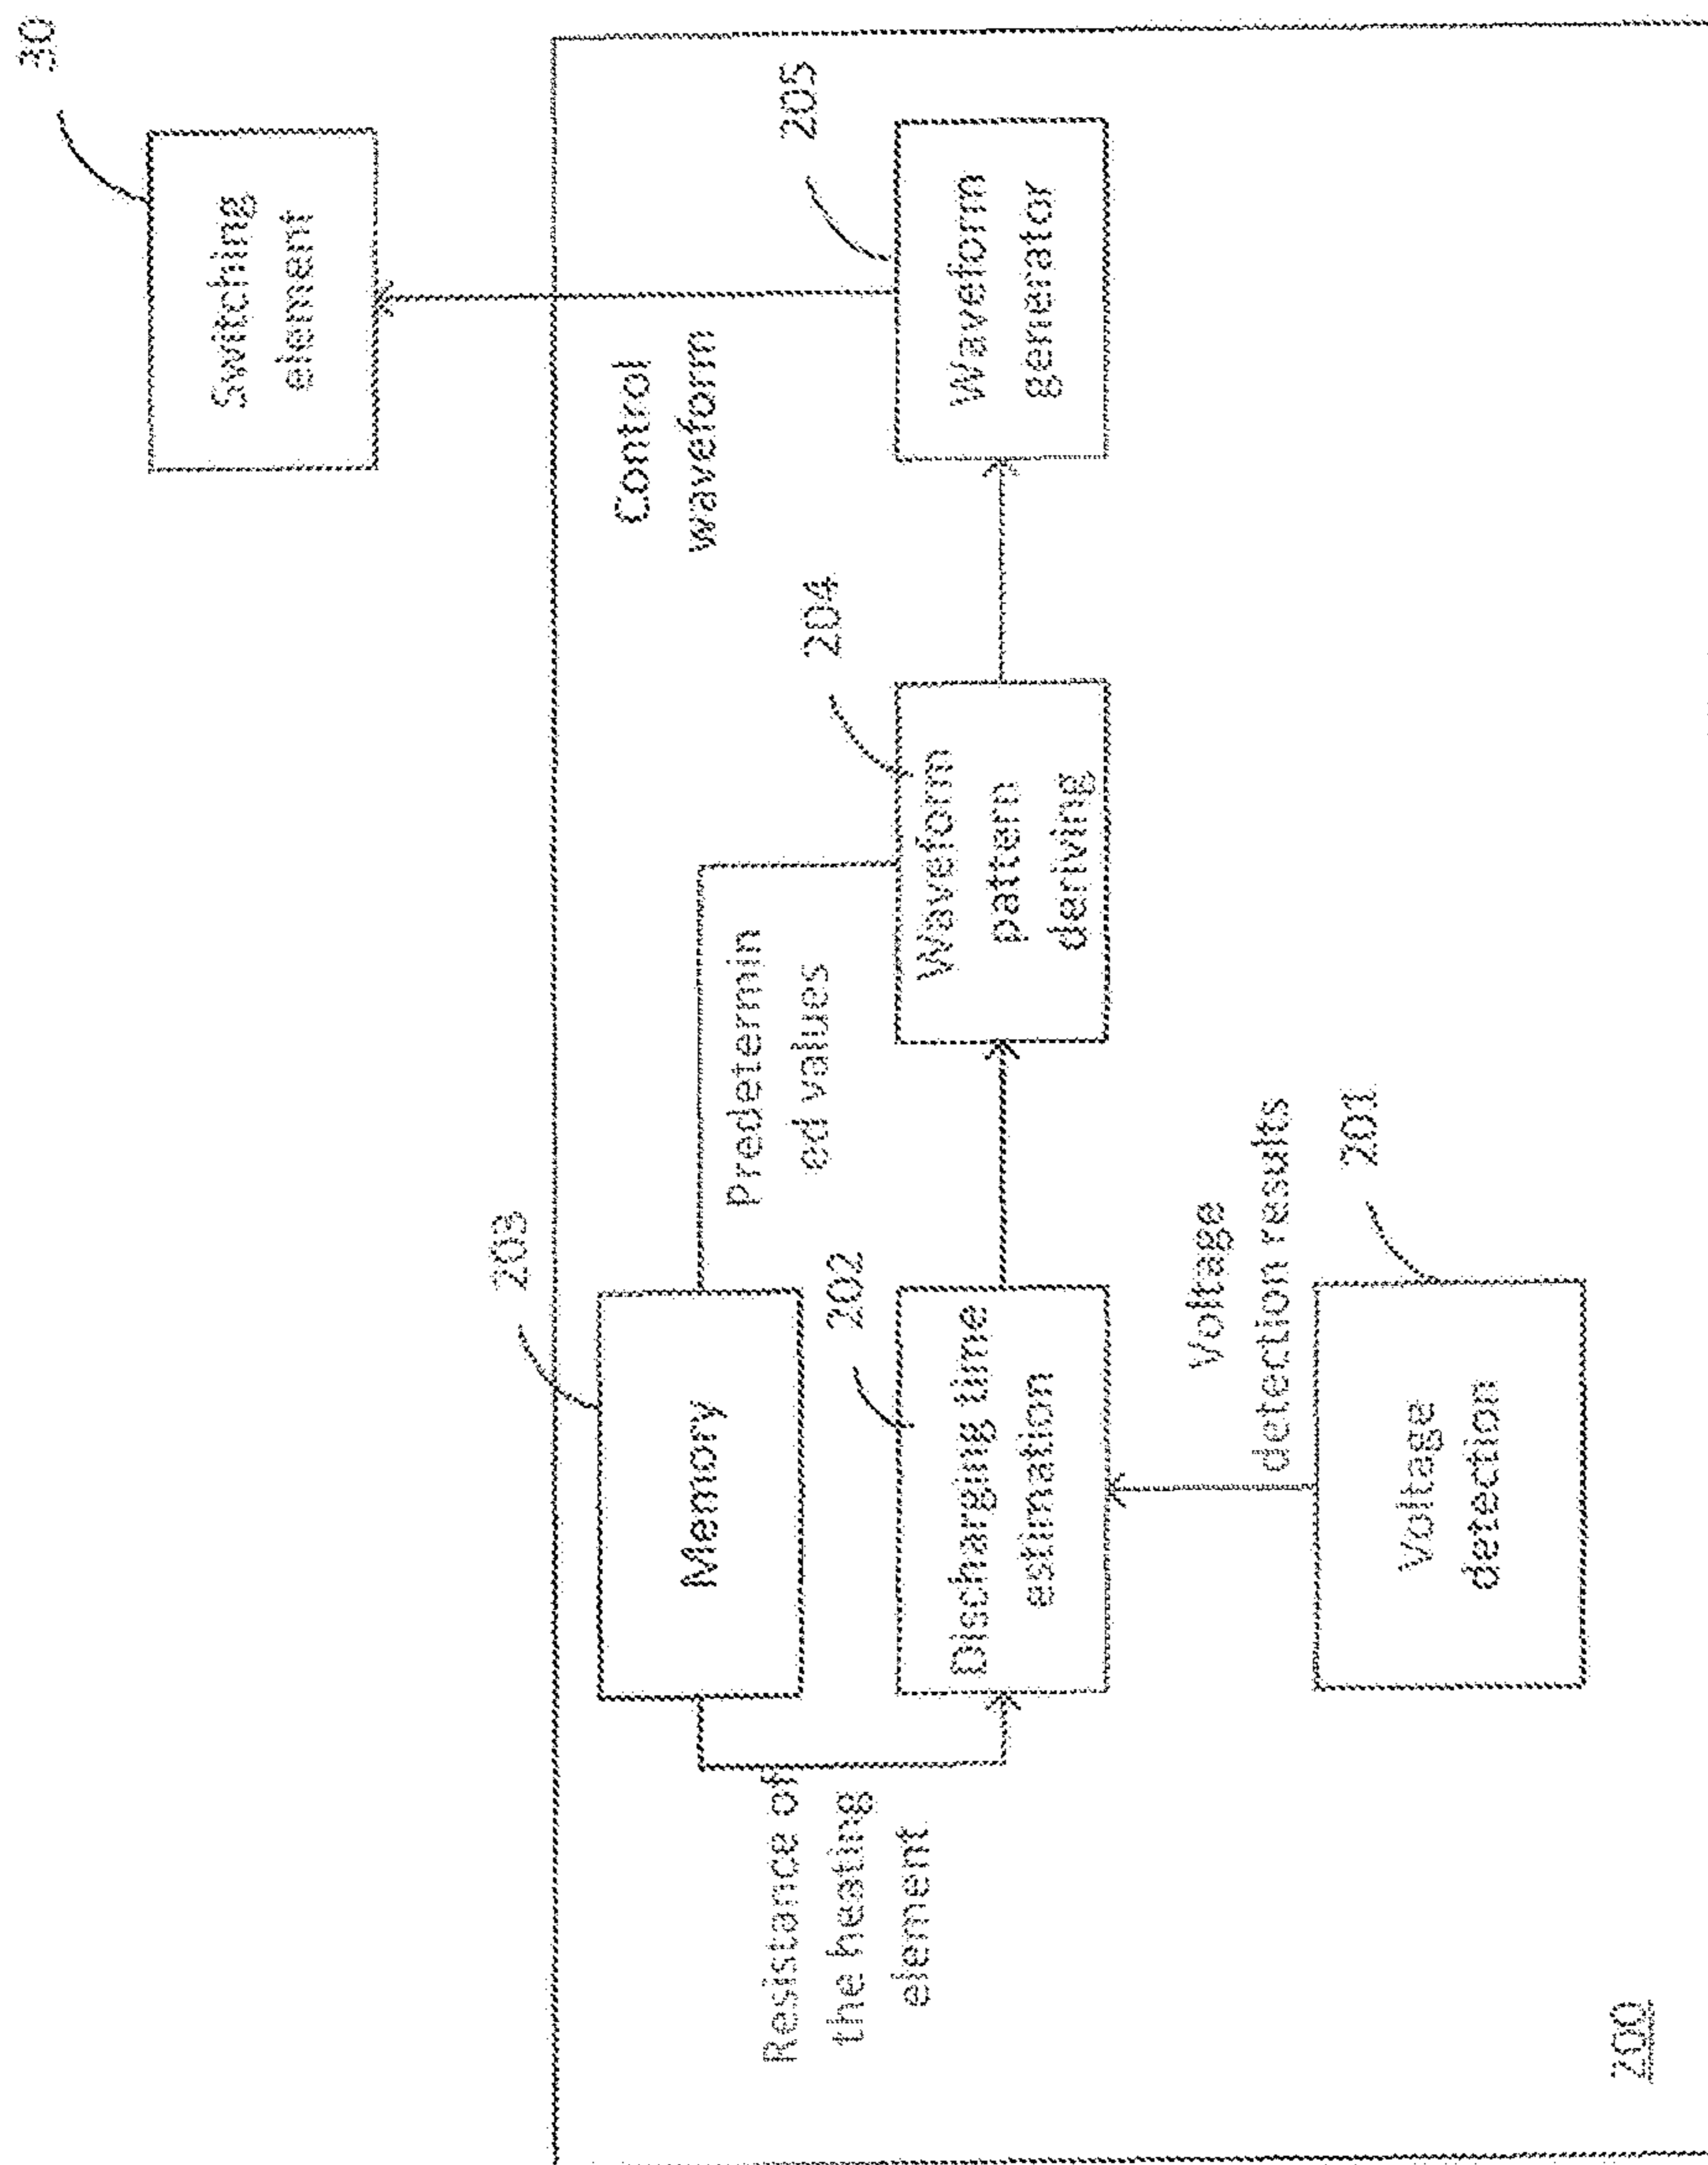 30
Switching
element
203
Memory
Predetermin
ed values
Control
waveform
205
Resistance of
the heating
element
202
Discharging time
estimation
204
Waveform
pattern
deriving
Waveform
generator
Voltage
detection results
201
Voltage
detection
200